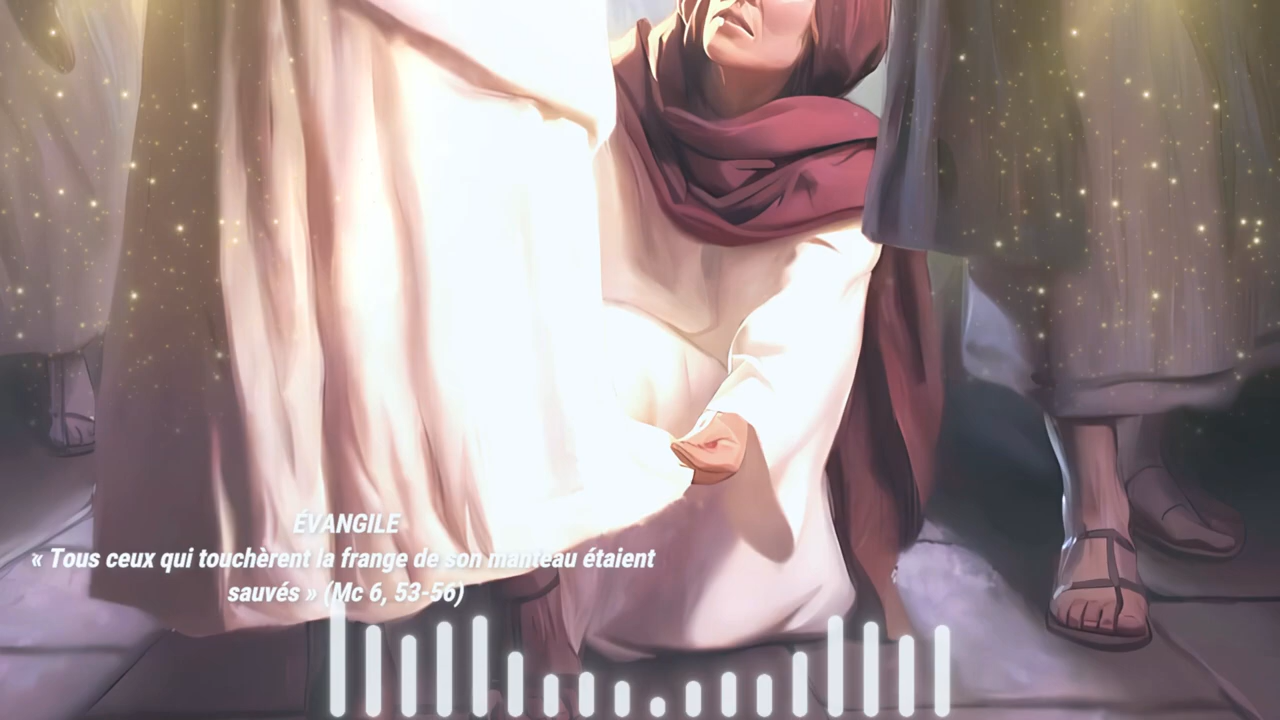 ÉVANGILE
« Tous ceux qui touchèrent la frange de son manteau étaient
sauvés » (Mc 6, 53-56)